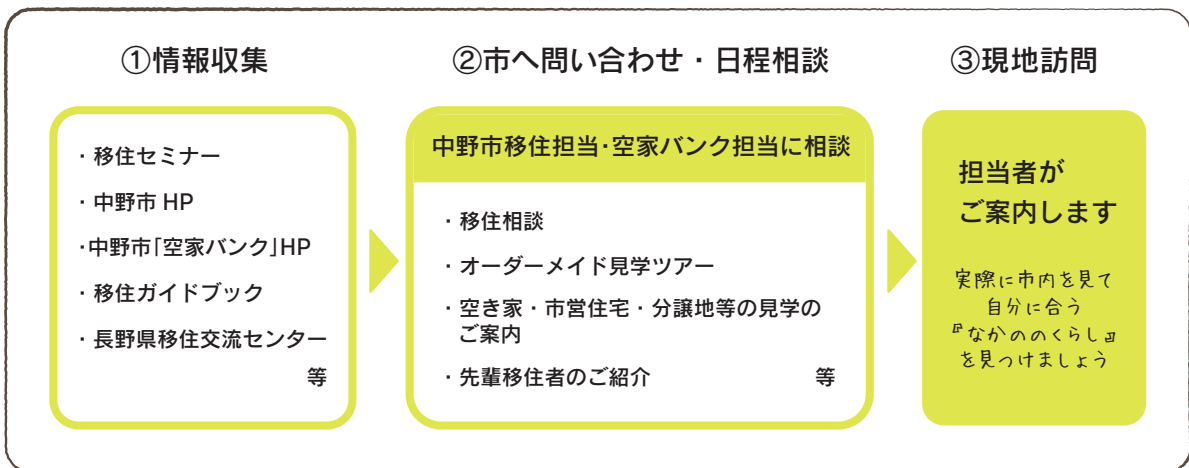 ①情報収集
・移住セミナー
・中野市 HP
・中野市「空家バンク」HP
・移住ガイドブック
・長野県移住交流センター
等
②市へ問い合わせ・日程相談
中野市移住担当・空家バンク担当に相談
・移住相談
・オーダーメイド見学ツアー
・空き家・市営住宅・分譲地等の見学の
ご案内
・先輩移住者のご紹介 等
③現地訪問
担当者が
ご案内します
実際に市内を見て
自分に合う
『なかののくらし』
を見つけましょう